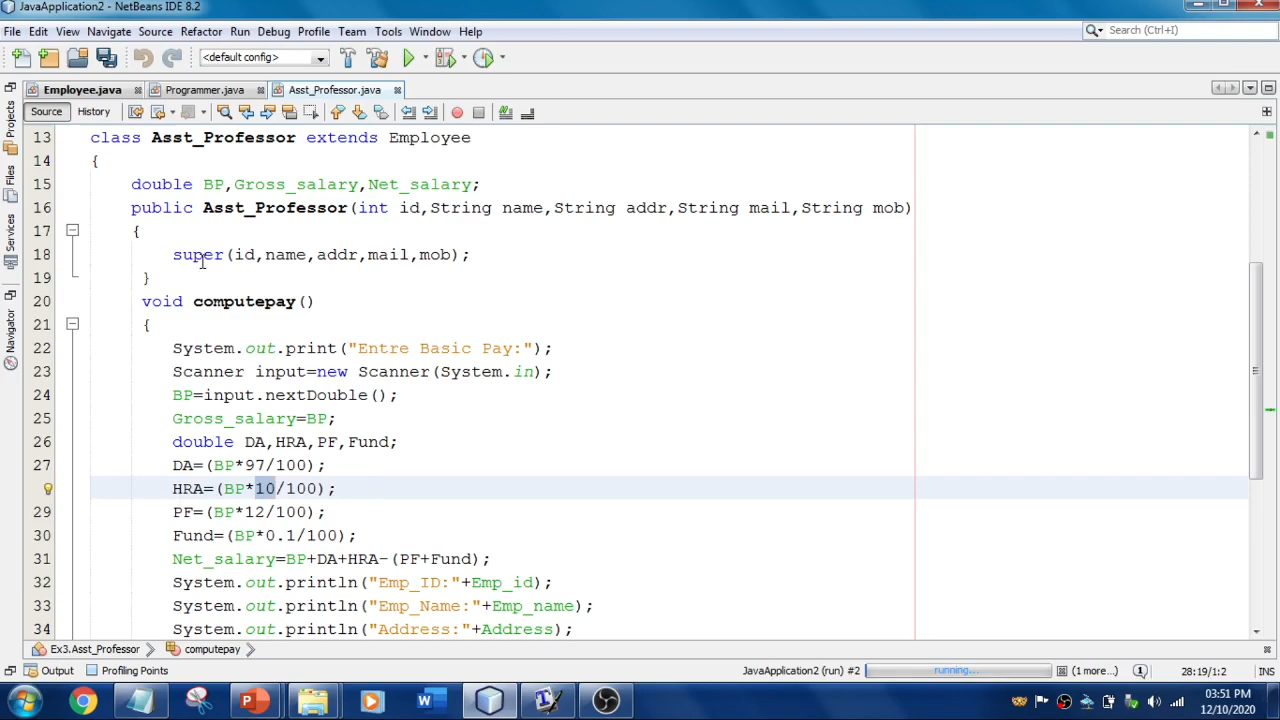 JavaApplication2 - NetBeans IDE 8.2
File Edit View Navigate Source Refactor Run Debug Profile Team Tools Window Help
Search (Ctrl+I)
<default config>
Employee.java Programmer.java Asst_Professor.java
Source History
Projects
Files
Services
Navigator
13 class Asst_Professor extends Employee
14 {
15 double BP,Gross_salary,Net_salary;
16 public Asst_Professor(int id,String name,String addr,String mail,String mob)
17 {
18 super(id,name,addr,mail,mob);
19 }
20 void computepay()
21 {
22 System.out.print("Entre Basic Pay:");
23 Scanner input=new Scanner(System.in);
24 BP=input.nextDouble();
25 Gross_salary=BP;
26 double DA,HRA,PF,Fund;
27 DA=(BP*97/100);
28 HRA=(BP*10/100);
29 PF=(BP*12/100);
30 Fund=(BP*0.1/100);
31 Net_salary=BP+DA+HRA-(PF+Fund);
32 System.out.println("Emp_ID:"+Emp_id);
33 System.out.println("Emp_Name:"+Emp_name);
34 System.out.println("Address:"+Address);
Ex3.Asst_Professor computepay
Output Profiling Points JavaApplication2 (run) #2 running... (1 more...) 28:19/1:2 INS
03:51 PM
12/10/2020